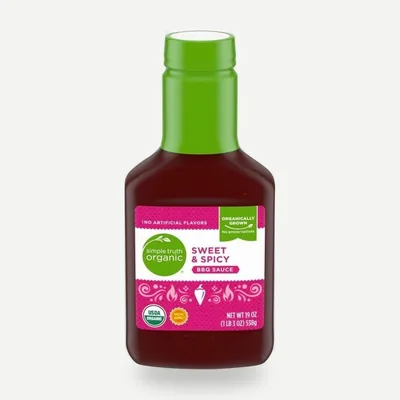 NO ARTIFICIAL FLAVORS
ORGANICALLY
GROWN
simple truth
organic
SWEET
& SPICY
BBQ SAUCE
USDA
ORGANIC
NET WT 19 OZ
(1 LB 3 OZ) 538g